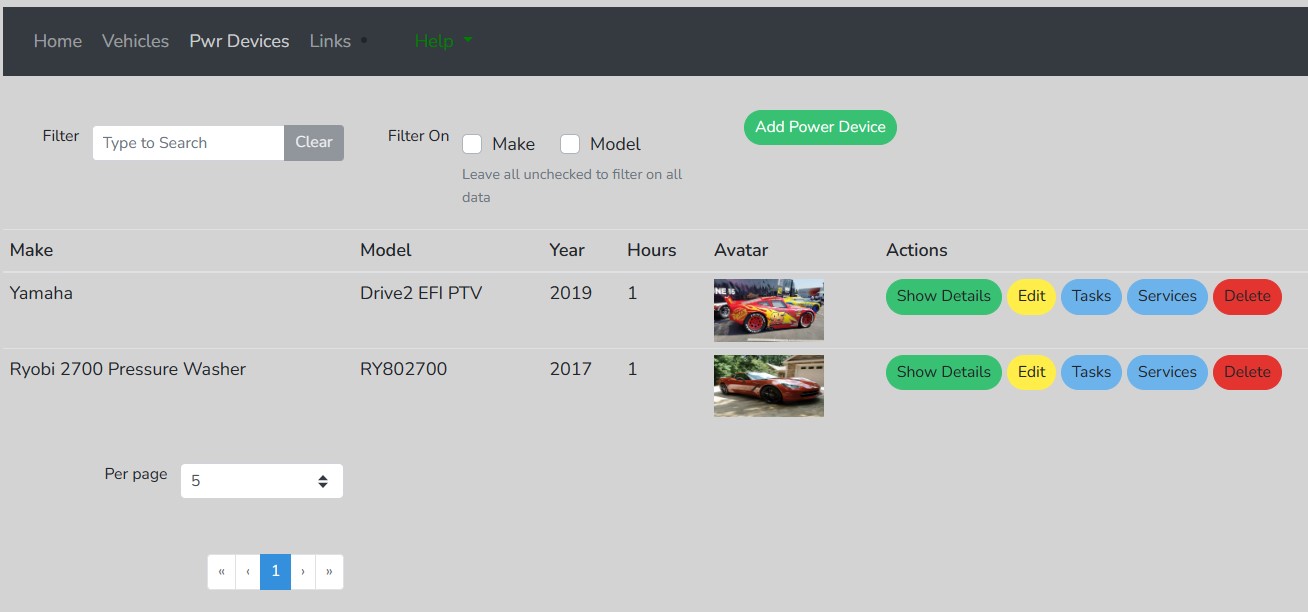 Home Vehicles Pwr Devices Links Help
Filter Type to Search Clear Filter On Make Model Add Power Device
Leave all unchecked to filter on all
data
Make Model Year Hours Avatar Actions
Yamaha Drive2 EFI PTV 2019 1 Show Details Edit Tasks Services Delete
Ryobi 2700 Pressure Washer RY802700 2017 1 Show Details Edit Tasks Services Delete
Per page 5
« ‹ 1 › »